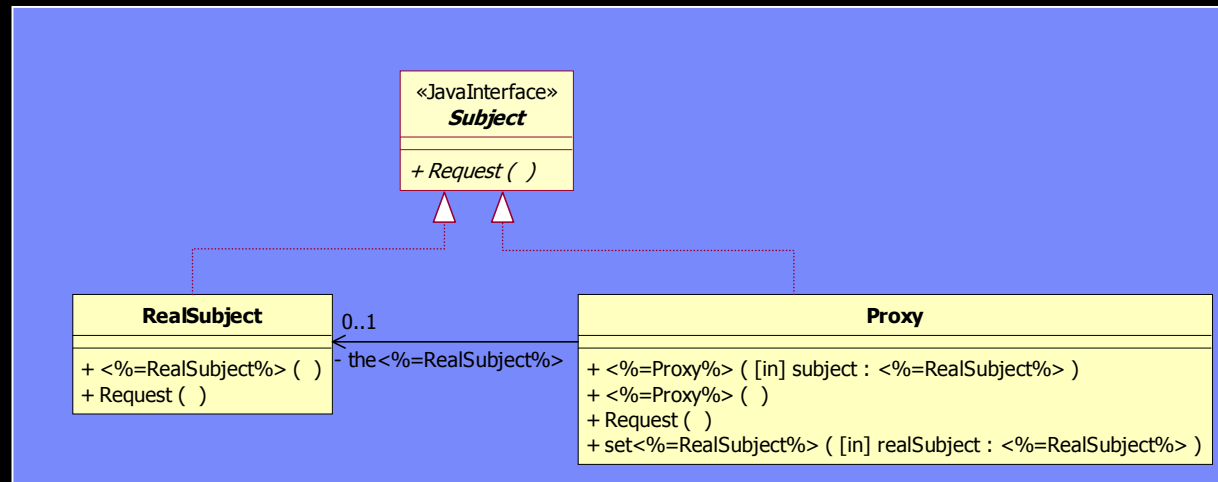 «JavaInterface»
Subject
+ Request ( )
RealSubject
+ <%=RealSubject%> ( )
+ Request ( )
0..1
- the<%=RealSubject%>
Proxy
+ <%=Proxy%> ( [in] subject : <%=RealSubject%> )
+ <%=Proxy%> ( )
+ Request ( )
+ set<%=RealSubject%> ( [in] realSubject : <%=RealSubject%> )